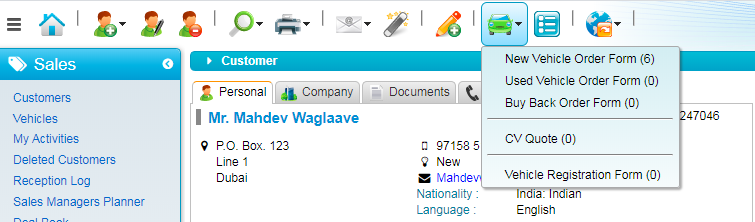 Sales
Customers
Vehicles
My Activities
Deleted Customers
Reception Log
Sales Managers Planner
Customer
Personal
Company
Documents
Mr. Mahdev Waglaave
247046
P.O. Box. 123
Line 1
Dubai
97158 5
New
Mahdev
Nationality :
India: Indian
Language :
English
New Vehicle Order Form (6)
Used Vehicle Order Form (0)
Buy Back Order Form (0)
CV Quote (0)
Vehicle Registration Form (0)